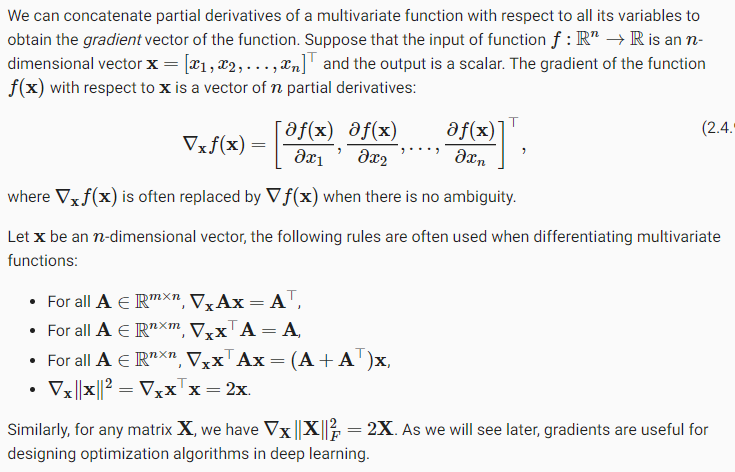 We can concatenate partial derivatives of a multivariate function with respect to all its variables to
obtain the gradient vector of the function. Suppose that the input of function f : ℝⁿ → ℝ is an n-
dimensional vector 𝐱 = [x₁, x₂, . . . , xₙ]⊤ and the output is a scalar. The gradient of the function
f(𝐱) with respect to 𝐱 is a vector of n partial derivatives:
∇𝐱f(𝐱) = [∂f(𝐱)/∂x₁, ∂f(𝐱)/∂x₂, . . . , ∂f(𝐱)/∂xₙ]⊤, (2.4.
where ∇𝐱f(𝐱) is often replaced by ∇f(𝐱) when there is no ambiguity.
Let 𝐱 be an n-dimensional vector, the following rules are often used when differentiating multivariate
functions:
• For all 𝐀 ∈ ℝᵐˣⁿ, ∇𝐱𝐀𝐱 = 𝐀⊤,
• For all 𝐀 ∈ ℝⁿˣᵐ, ∇𝐱𝐱⊤𝐀 = 𝐀,
• For all 𝐀 ∈ ℝⁿˣⁿ, ∇𝐱𝐱⊤𝐀𝐱 = (𝐀 + 𝐀⊤)𝐱,
• ∇𝐱‖𝐱‖² = ∇𝐱𝐱⊤𝐱 = 2𝐱.
Similarly, for any matrix 𝐗, we have ∇𝐗‖𝐗‖²_F = 2𝐗. As we will see later, gradients are useful for
designing optimization algorithms in deep learning.